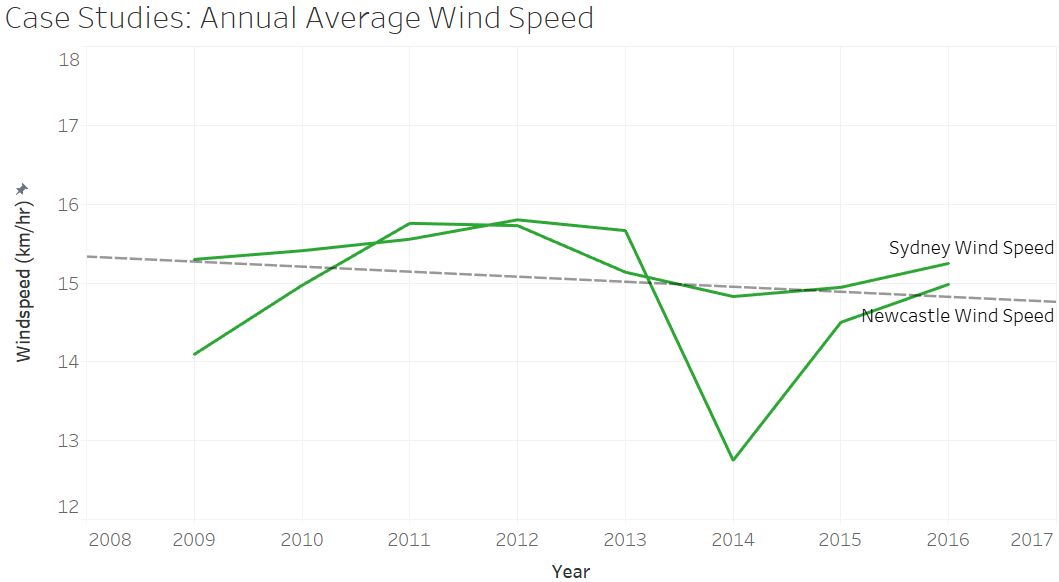 Case Studies: Annual Average Wind Speed
18
17
16
Sydney Wind Speed
15
Newcastle Wind Speed
14
13
12
Windspeed (km/hr)
2008 2009 2010 2011 2012 2013 2014 2015 2016 2017
Year